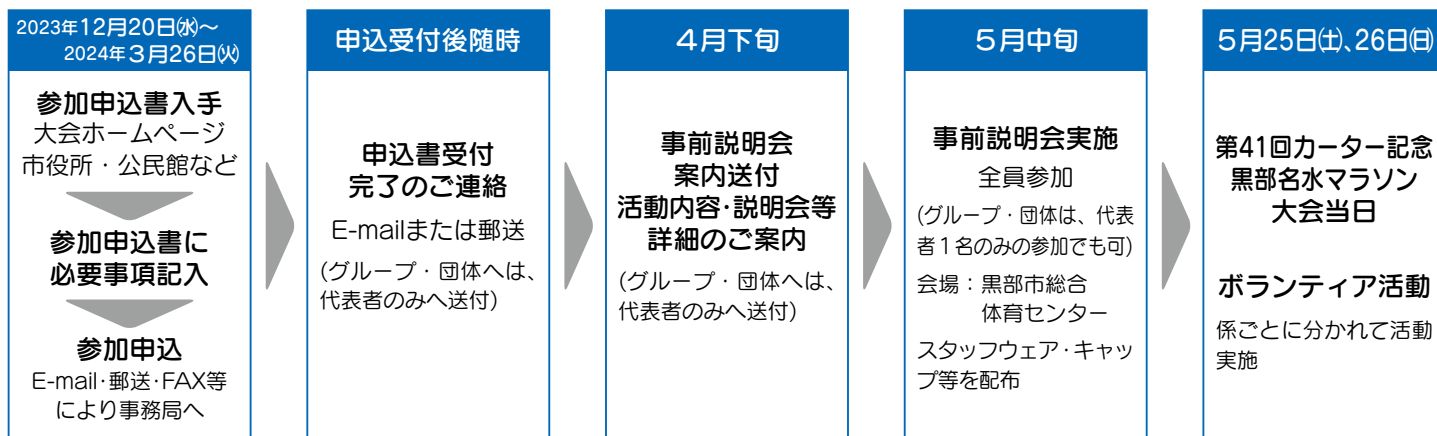 2023年12月20日㈬～
2024年3月26日㈫
参加申込書入手
大会ホームページ
市役所・公民館など
参加申込書に
必要事項記入
参加申込
E-mail・郵送・FAX等
により事務局へ
申込受付後随時
申込書受付
完了のご連絡
E-mailまたは郵送
(グループ・団体へは、
代表者のみへ送付)
4月下旬
事前説明会
案内送付
活動内容・説明会等
詳細のご案内
(グループ・団体へは、
代表者のみへ送付)
5月中旬
事前説明会実施
全員参加
(グループ・団体は、代表
者1名のみの参加でも可)
会場：黒部市総合
体育センター
スタッフウェア・キャッ
プ等を配布
5月25日㈯、26日㈰
第41回カーター記念
黒部名水マラソン
大会当日
ボランティア活動
係ごとに分かれて活動
実施